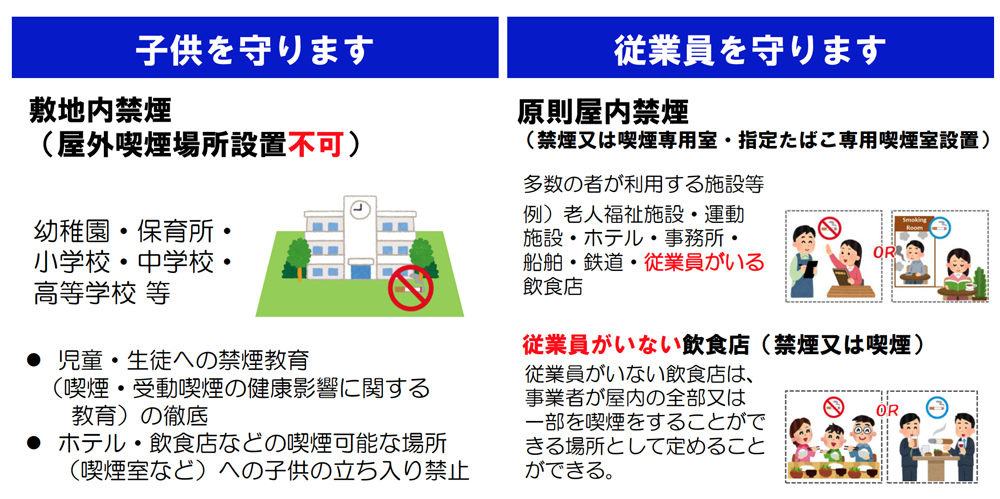 子供を守ります
敷地内禁煙
（屋外喫煙場所設置不可）
幼稚園・保育所・
小学校・中学校・
高等学校 等
● 児童・生徒への禁煙教育
（喫煙・受動喫煙の健康影響に関する
教育）の徹底
● ホテル・飲食店などの喫煙可能な場所
（喫煙室など）への子供の立ち入り禁止
従業員を守ります
原則屋内禁煙
（禁煙又は喫煙専用室・指定たばこ専用喫煙室設置）
多数の者が利用する施設等
例）老人福祉施設・運動
施設・ホテル・事務所・
船舶・鉄道・従業員がいる
飲食店
OR
Smoking
Room
従業員がいない飲食店（禁煙又は喫煙）
従業員がいない飲食店は、
事業者が屋内の全部又は
一部を喫煙をすることがで
きる場所として定めること
ができる。
OR